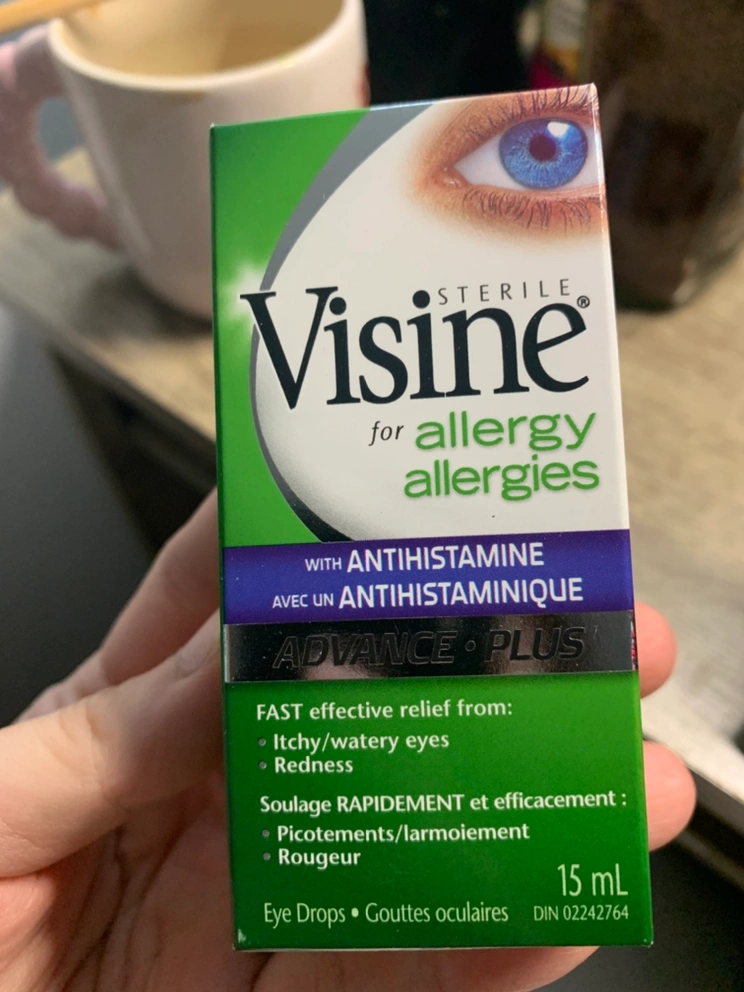 STERILE
Visine®
for allergy
allergies
WITH ANTIHISTAMINE
AVEC UN ANTIHISTAMINIQUE
ADVANCE • PLUS
FAST effective relief from:
• Itchy/watery eyes
• Redness
Soulage RAPIDEMENT et efficacement :
• Picotements/larmoiement
• Rougeur
15 mL
Eye Drops • Gouttes oculaires DIN 02242764